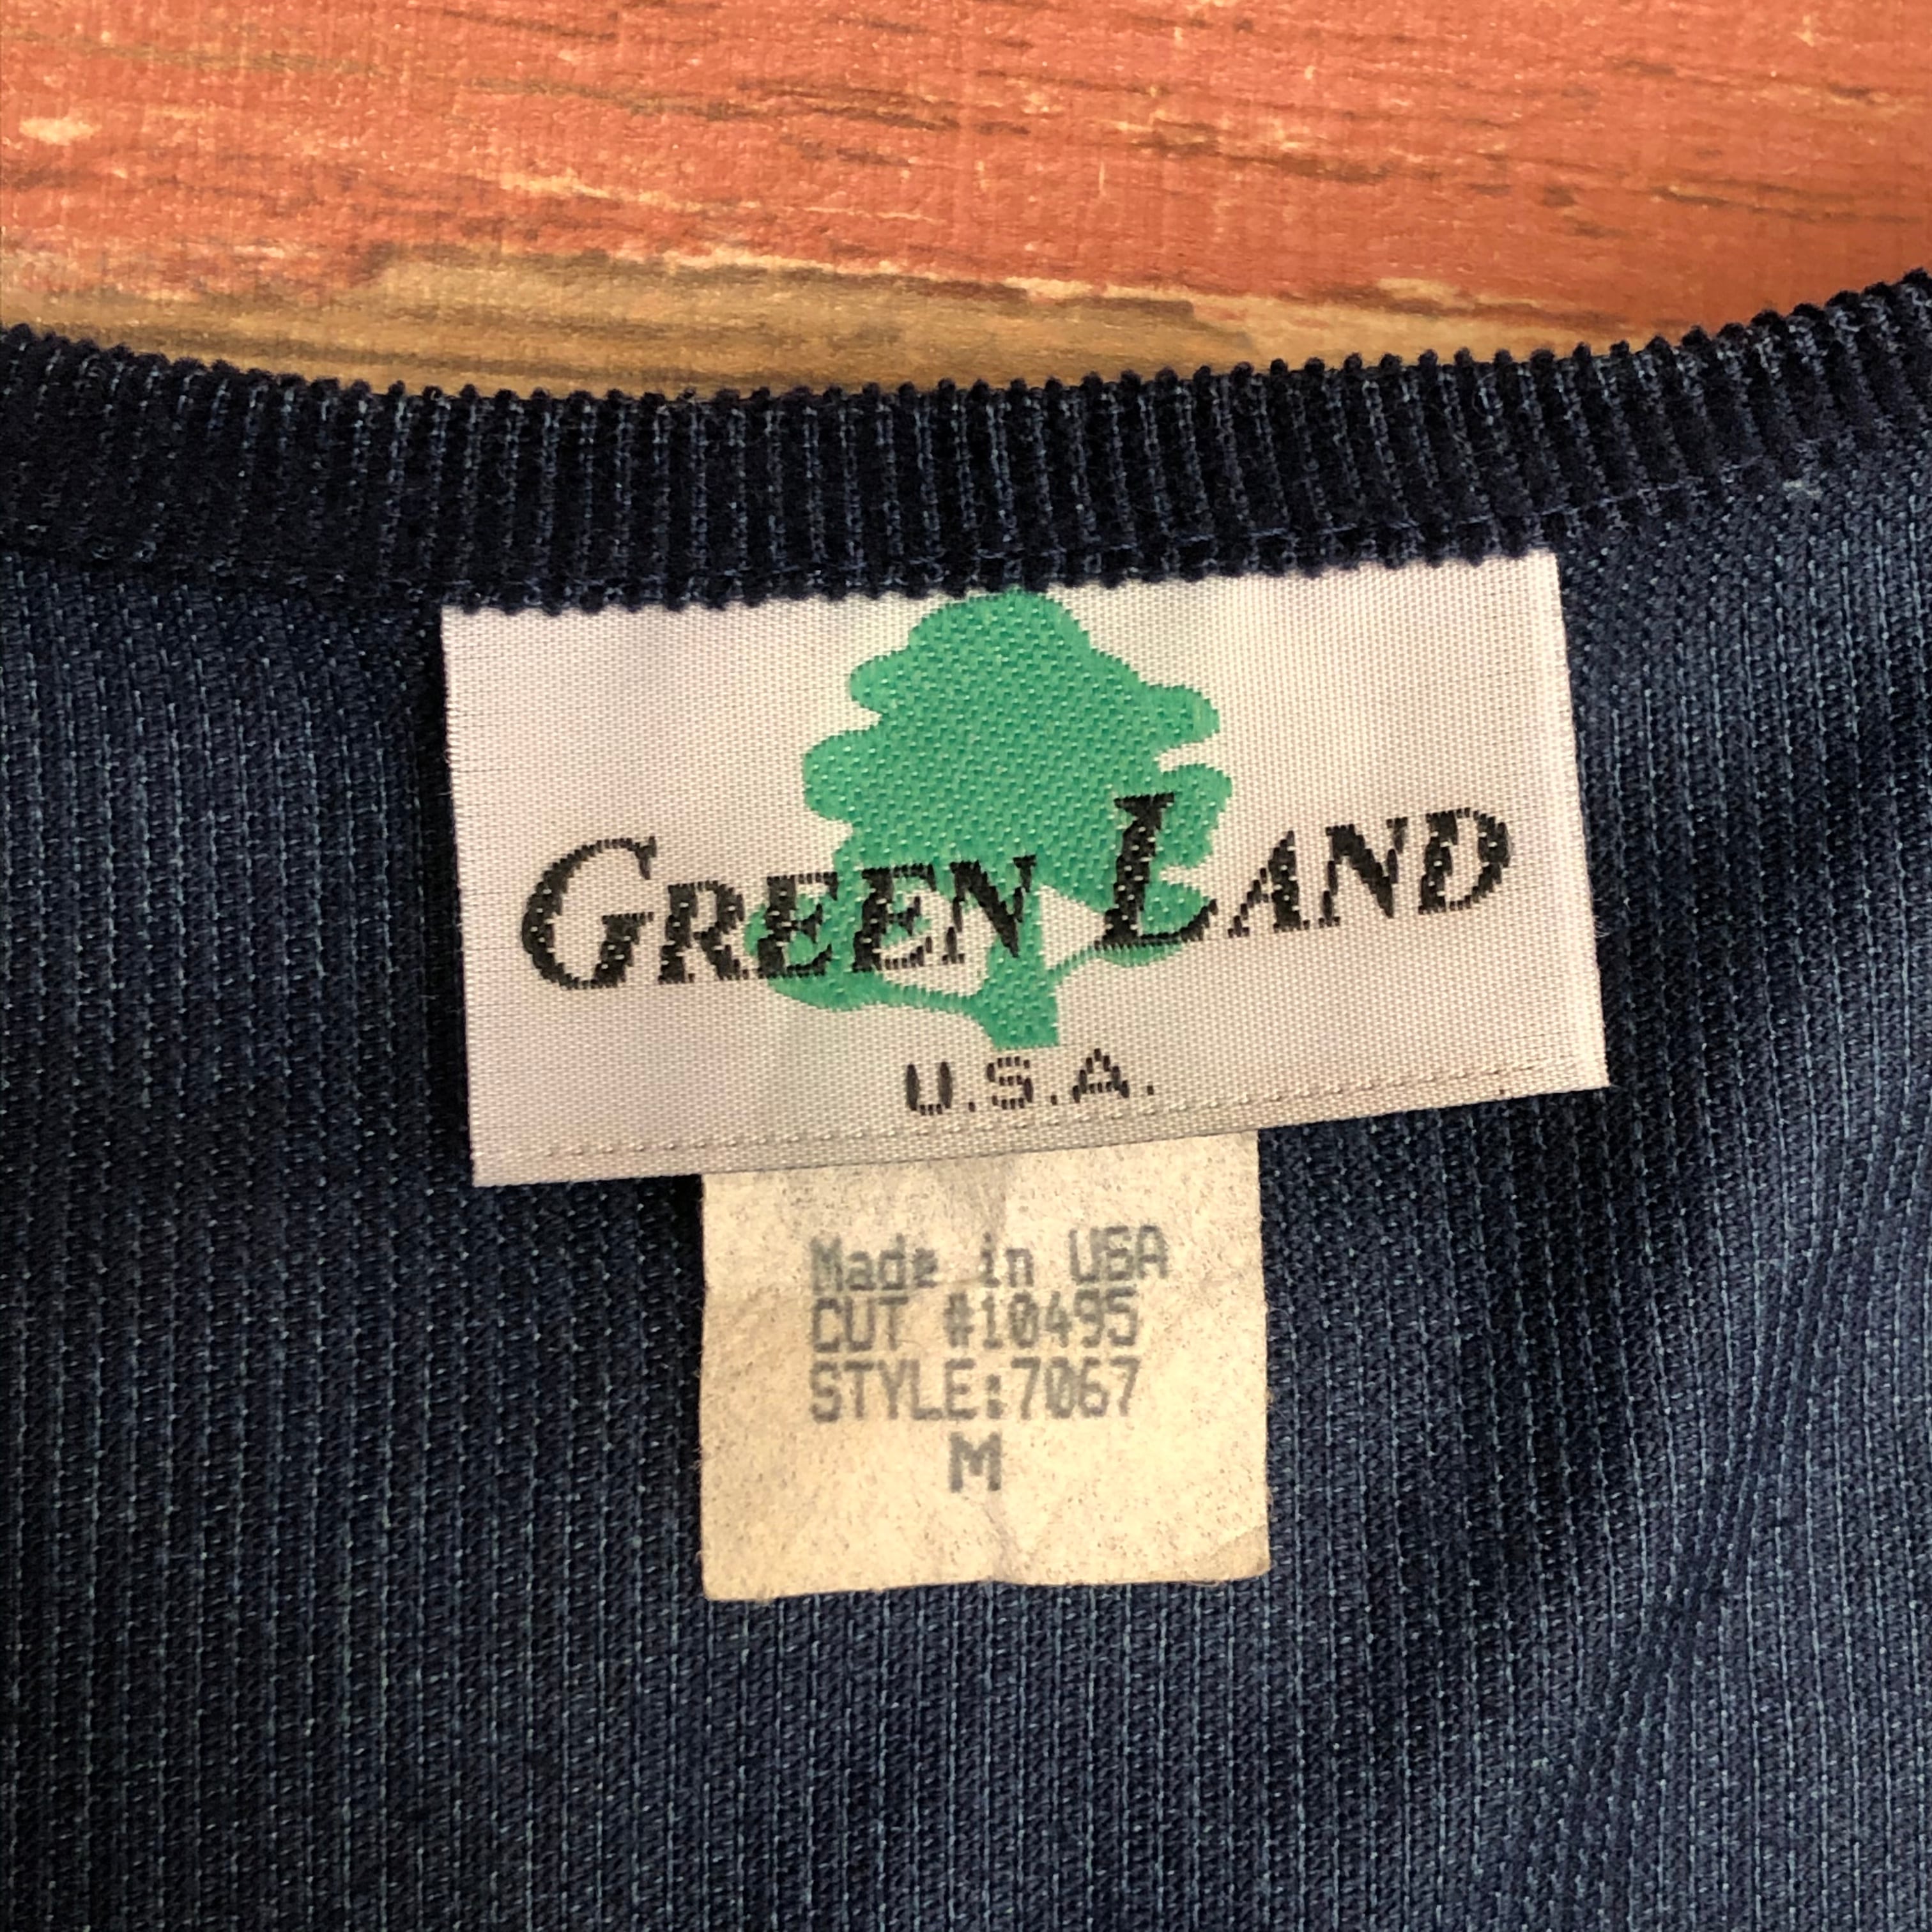 GREEN LAND
U.S.A.
Made in USA
CUT #10495
STYLE:7067
M